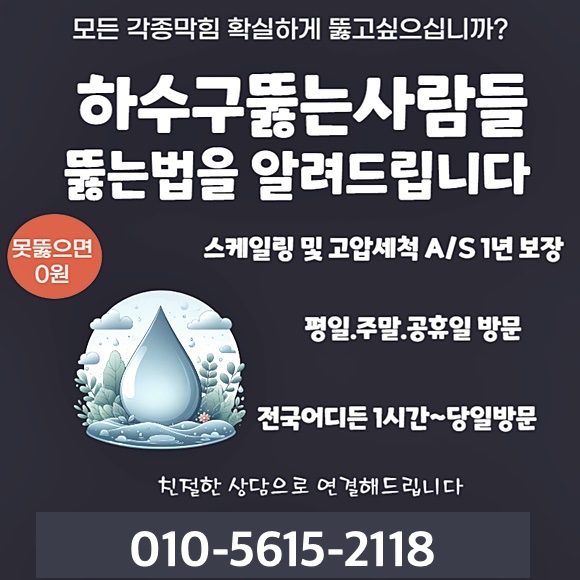 모든 각종막힘 확실하게 뚫고싶으십니까?
하수구뚫는사람들
뚫는법을 알려드립니다
못뚫으면
0원
스케일링 및 고압세척 A/S 1년 보장
평일.주말.공휴일 방문
전국어디든 1시간~당일방문
친절한 상담으로 연결해드립니다
010-5615-2118